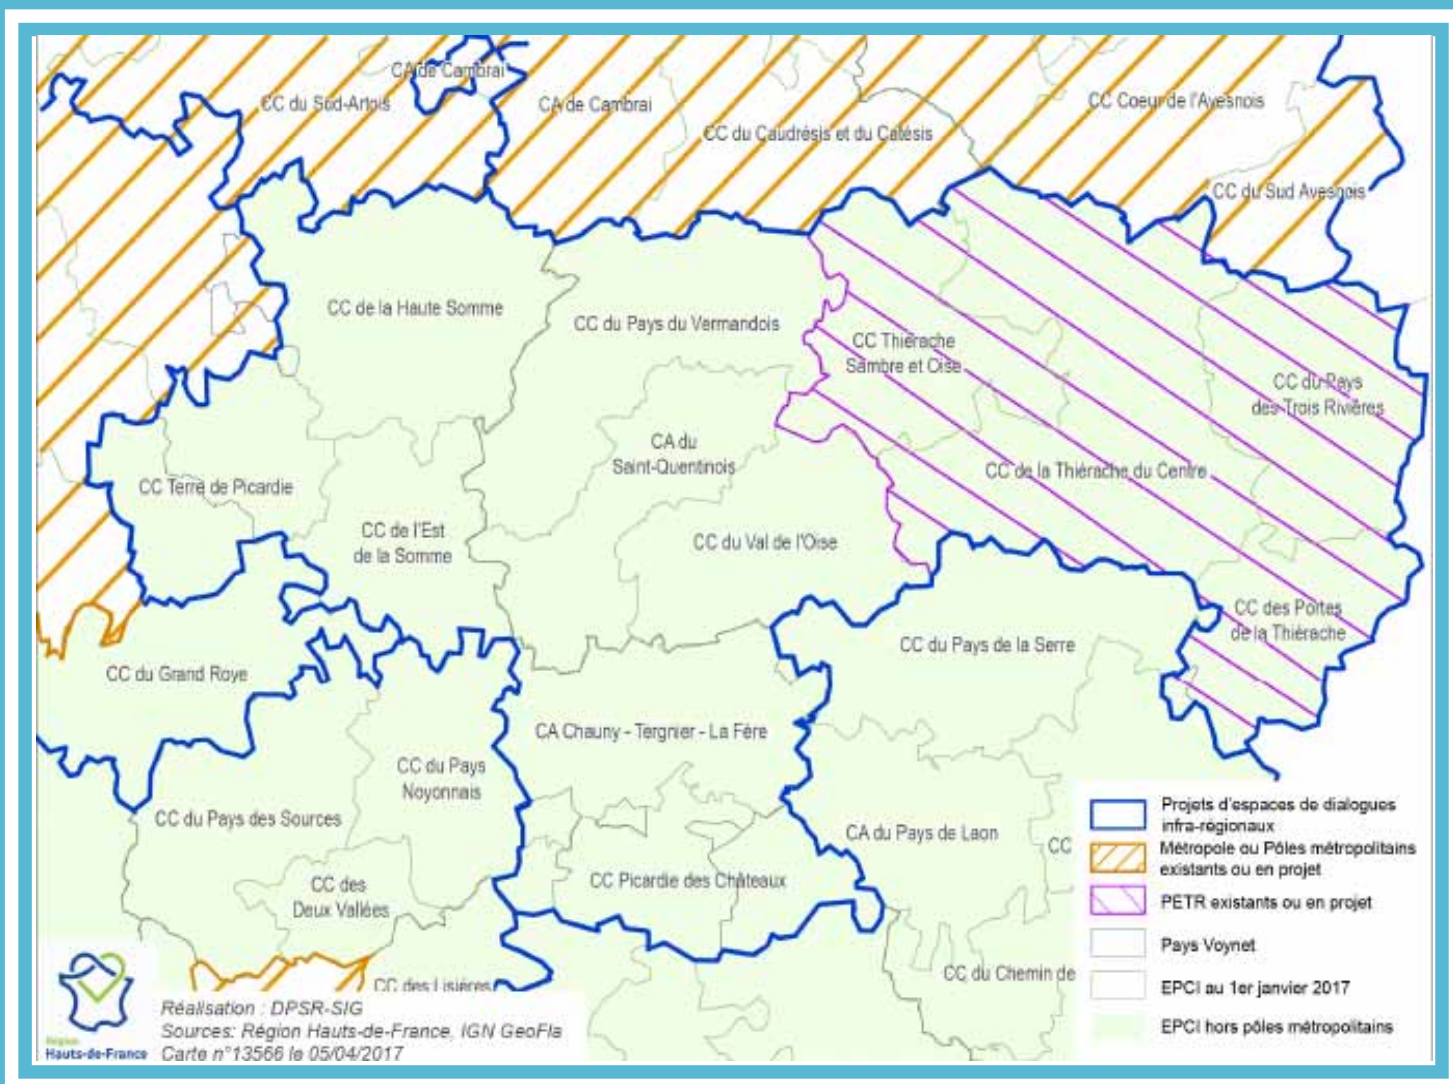 CA de Cambrai
CC du Sud-Artois
CA de Cambrai
CC Coeur de l'Avesnois
CC du Caudrésis et du Catésis
CC du Sud Avesnois
CC de la Haute Somme
CC du Pays du Vermandois
CC Thiérache
Sambre et Oise
CC du Pays
des Trois Rivières
CA du
Saint-Quentinois
CC de la Thiérache du Centre
CC Terre de Picardie
CC de l'Est
de la Somme
CC du Val de l'Oise
CC des Portes
de la Thiérache
CC du Pays de la Serre
CC du Grand Roye
CA Chauny - Tergnier - La Fère
CC du Pays
Noyonnais
CC du Pays des Sources
CA du Pays de Laon
CC
CC des
Deux Vallées
CC Picardie des Châteaux
CC du Chemin de
CC des Lisières
Projets d'espaces de dialogues
infra-régionaux
Métropole ou Pôles métropolitains
existants ou en projet
PETR existants ou en projet
Pays Voynet
EPCI au 1er janvier 2017
EPCI hors pôles métropolitains
Région
Hauts-de-France
Réalisation : DPSR-SIG
Sources: Région Hauts-de-France, IGN GeoFla
Carte n°13566 le 05/04/2017